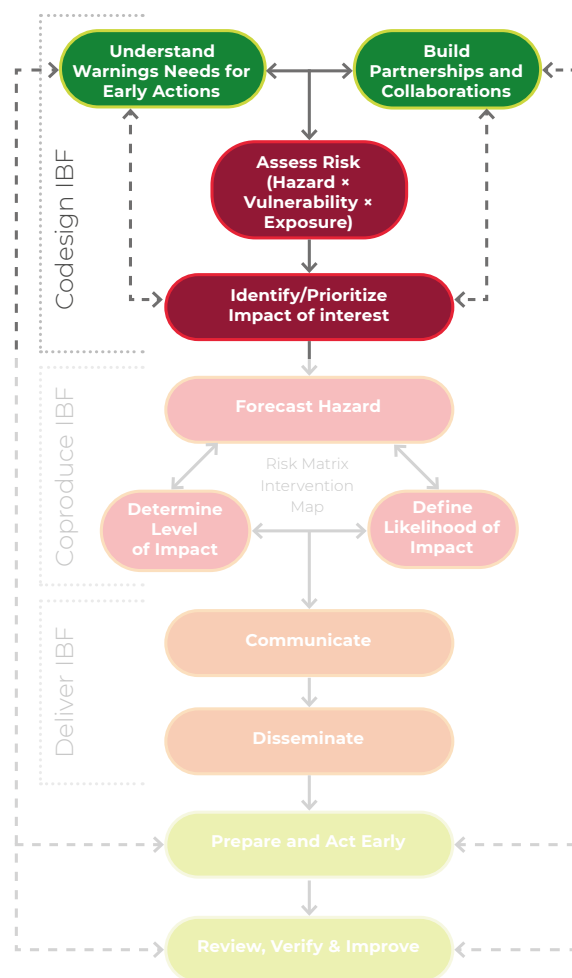 Codesign IBF
Understand
Warnings Needs for
Early Actions
Build
Partnerships and
Collaborations
Assess Risk
(Hazard ×
Vulnerability ×
Exposure)
Identify/Prioritize
Impact of interest
Coproduce IBF
Forecast Hazard
Risk Matrix
Intervention
Map
Determine
Level
of Impact
Define
Likelihood of
Impact
Deliver IBF
Communicate
Disseminate
Prepare and Act Early
Review, Verify & Improve